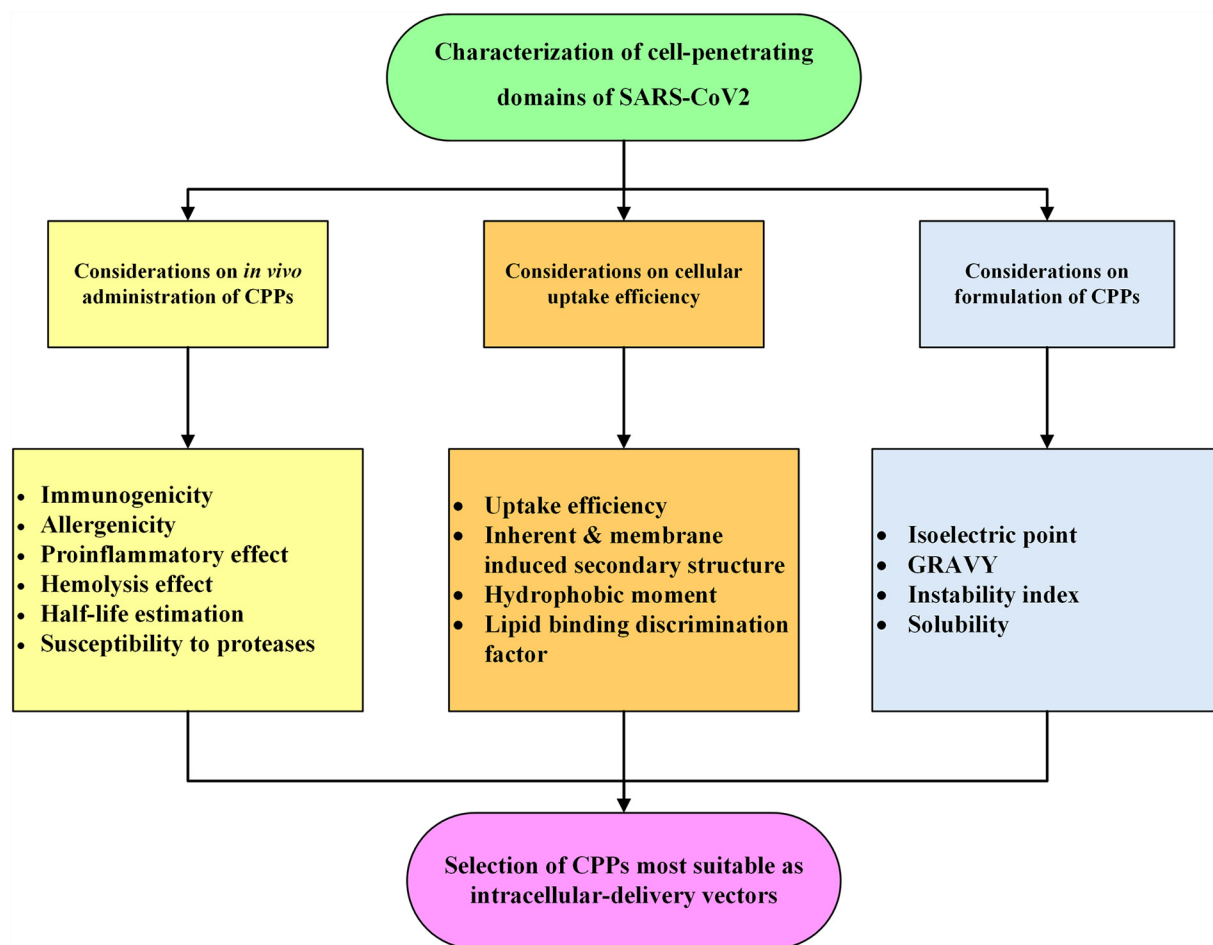 Characterization of cell-penetrating
domains of SARS-CoV2
Considerations on in vivo
administration of CPPs
Considerations on cellular
uptake efficiency
Considerations on
formulation of CPPs
• Immunogenicity
• Allergenicity
• Proinflammatory effect
• Hemolysis effect
• Half-life estimation
• Susceptibility to proteases
• Uptake efficiency
• Inherent & membrane
induced secondary structure
• Hydrophobic moment
• Lipid binding discrimination
factor
• Isoelectric point
• GRAVY
• Instability index
• Solubility
Selection of CPPs most suitable as
intracellular-delivery vectors